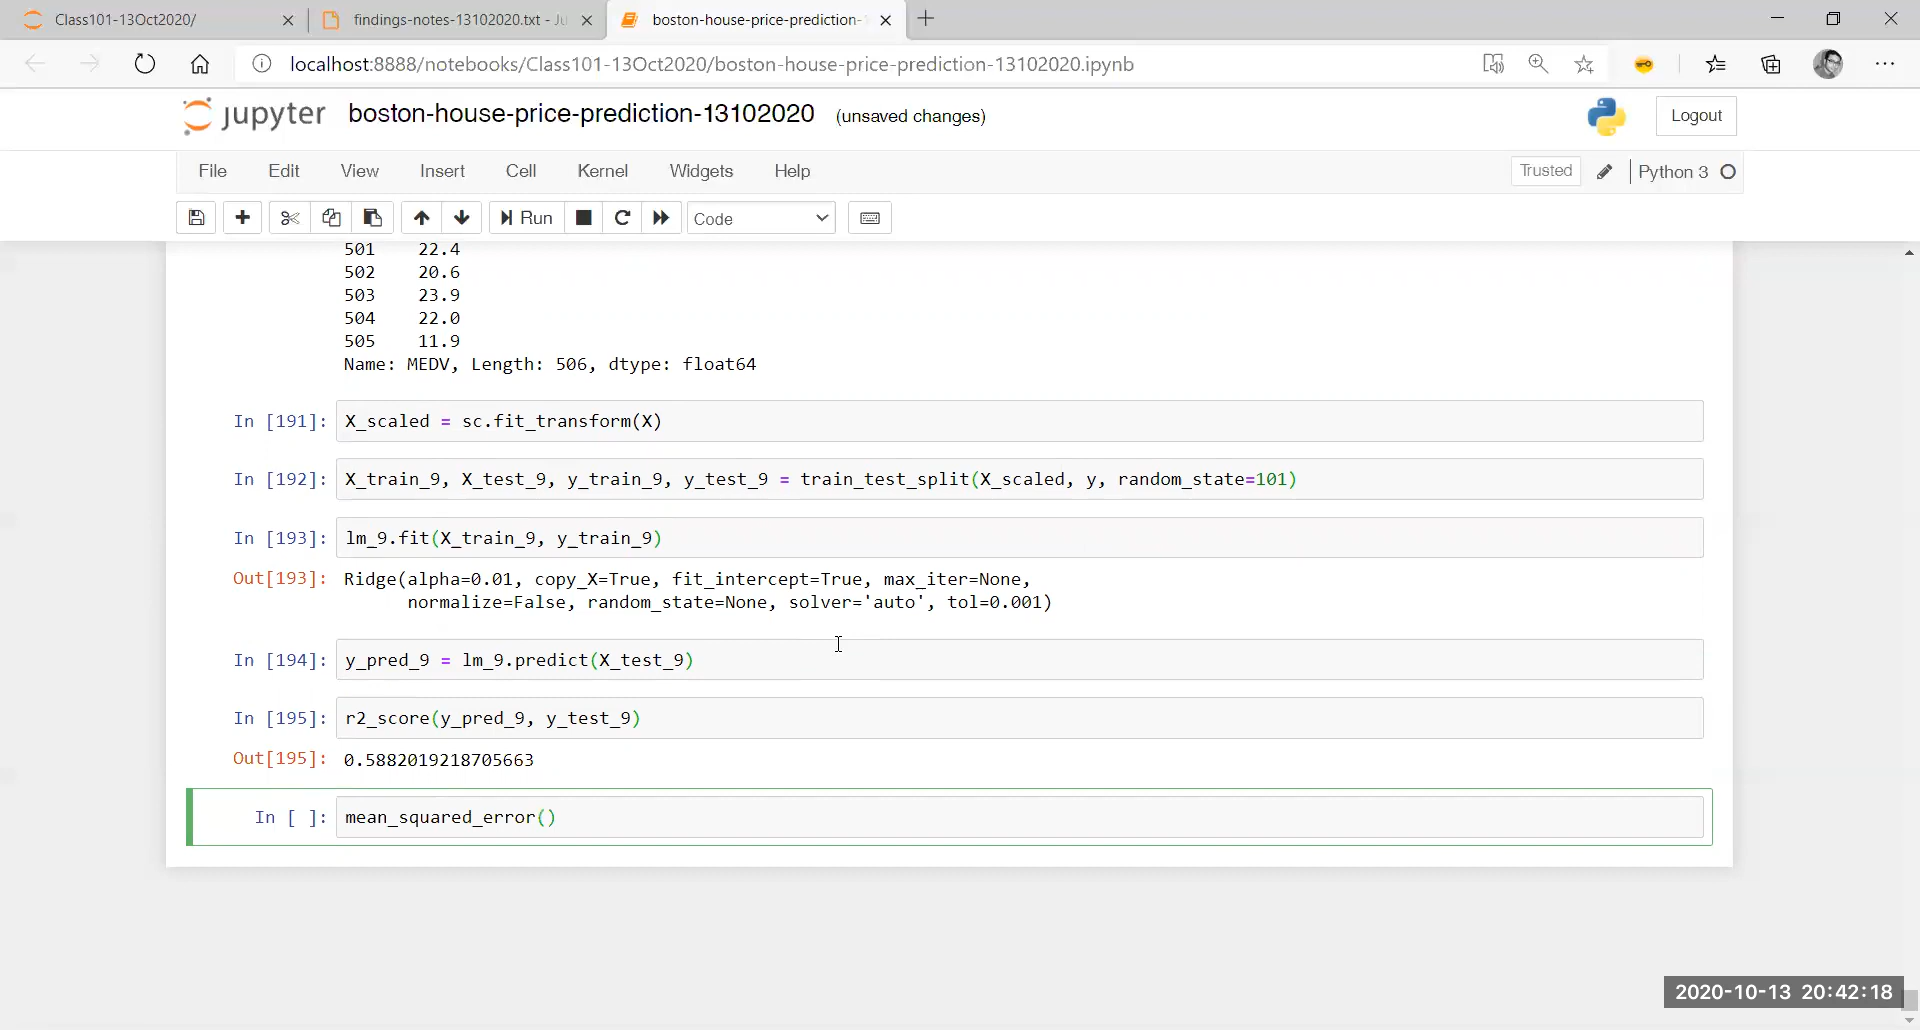 Class101-13Oct2020/
findings-notes-13102020.txt - Ju
boston-house-price-prediction-
localhost:8888/notebooks/Class101-13Oct2020/boston-house-price-prediction-13102020.ipynb
jupyter boston-house-price-prediction-13102020 (unsaved changes)
Logout
File Edit View Insert Cell Kernel Widgets Help
Trusted Python 3
Run Code
501 22.4
502 20.6
503 23.9
504 22.0
505 11.9
Name: MEDV, Length: 506, dtype: float64
In [191]: X_scaled = sc.fit_transform(X)
In [192]: X_train_9, X_test_9, y_train_9, y_test_9 = train_test_split(X_scaled, y, random_state=101)
In [193]: lm_9.fit(X_train_9, y_train_9)
Out[193]: Ridge(alpha=0.01, copy_X=True, fit_intercept=True, max_iter=None,
normalize=False, random_state=None, solver='auto', tol=0.001)
In [194]: y_pred_9 = lm_9.predict(X_test_9)
In [195]: r2_score(y_pred_9, y_test_9)
Out[195]: 0.5882019218705663
In [ ]: mean_squared_error()
2020-10-13 20:42:18